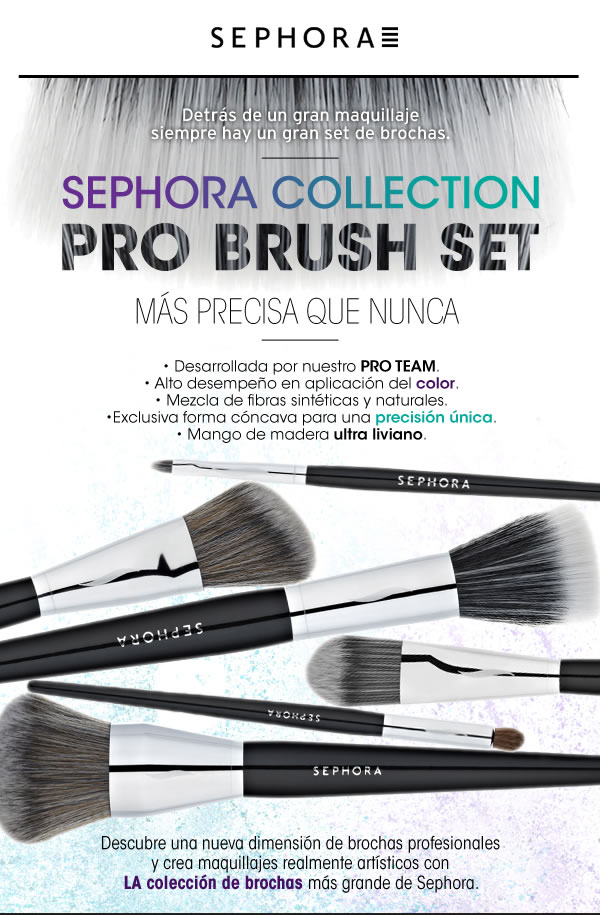 SEPHORA
Detrás de un gran maquillaje
siempre hay un gran set de brochas.
SEPHORA COLLECTION
PRO BRUSH SET
MÁS PRECISA QUE NUNCA
• Desarrollada por nuestro PRO TEAM.
• Alto desempeño en aplicación del color.
• Mezcla de fibras sintéticas y naturales.
•Exclusiva forma cóncava para una precisión única.
• Mango de madera ultra liviano.
SEPHORA
SEPHORA
SEPHORA
SEPHORA
Descubre una nueva dimensión de brochas profesionales
y crea maquillajes realmente artísticos con
LA colección de brochas más grande de Sephora.